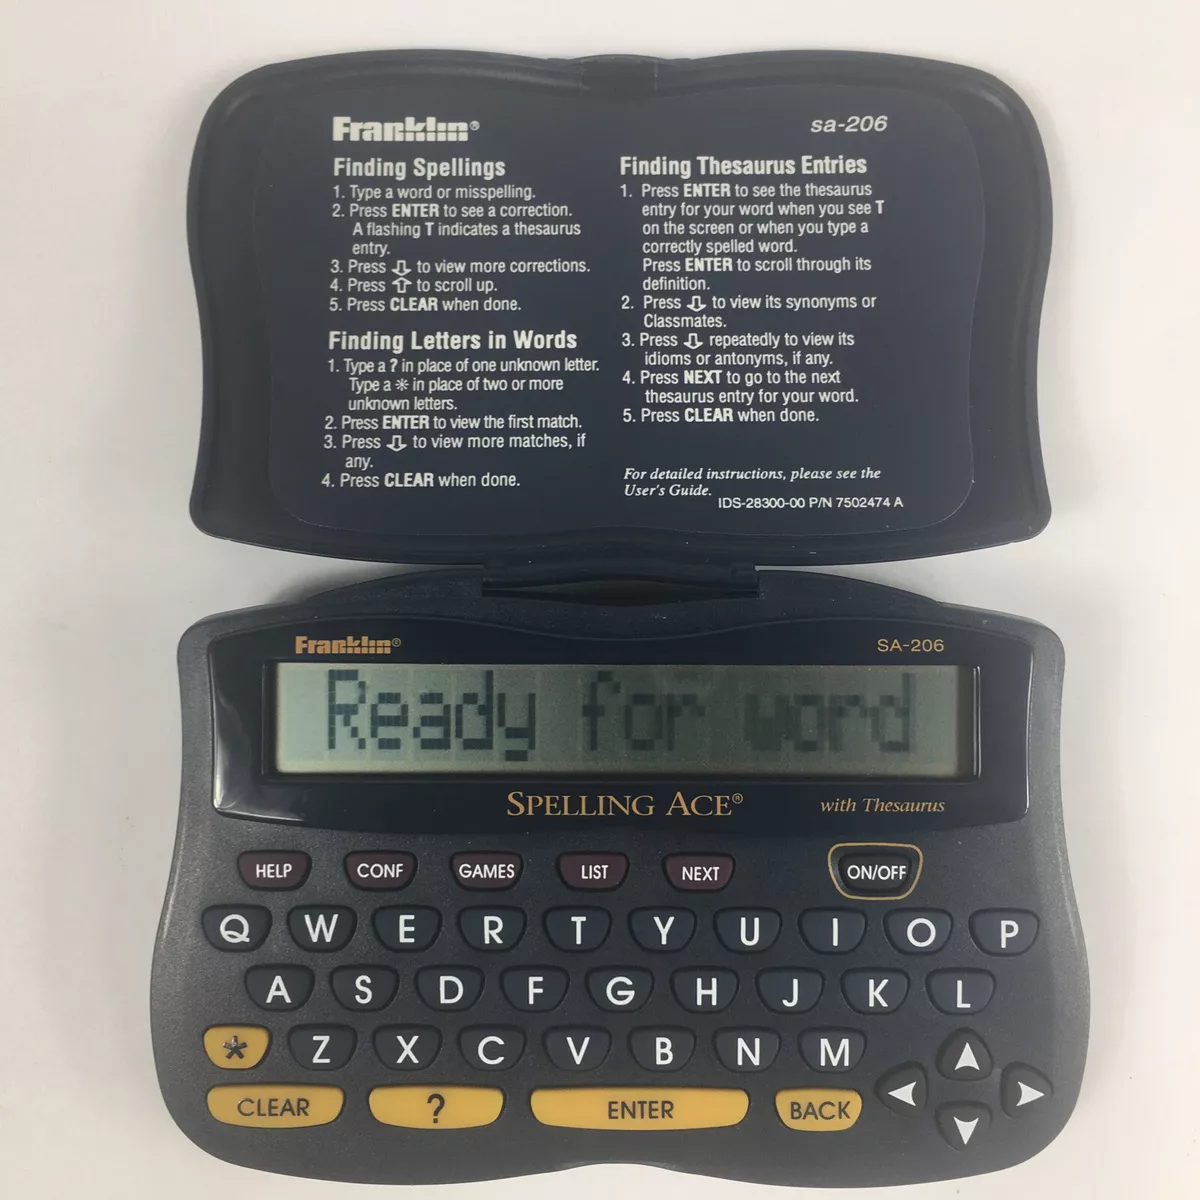 Franklin®
sa-206
Finding Spellings
1. Type a word or misspelling.
2. Press ENTER to see a correction.
A flashing T indicates a thesaurus
entry.
3. Press ⇩ to view more corrections.
4. Press ⇧ to scroll up.
5. Press CLEAR when done.
Finding Letters in Words
1. Type a ? in place of one unknown letter.
Type a * in place of two or more
unknown letters.
2. Press ENTER to view the first match.
3. Press ⇩ to view more matches, if
any.
4. Press CLEAR when done.
Finding Thesaurus Entries
1. Press ENTER to see the thesaurus
entry for your word when you see T
on the screen or when you type a
correctly spelled word.
Press ENTER to scroll through its
definition.
2. Press ⇩ to view its synonyms or
Classmates.
3. Press ⇩ repeatedly to view its
idioms or antonyms, if any.
4. Press NEXT to go to the next
thesaurus entry for your word.
5. Press CLEAR when done.
For detailed instructions, please see the
User's Guide.
IDS-28300-00 P/N 7502474 A
Franklin®
SA-206
Ready for word
SPELLING ACE®
with Thesaurus
HELP CONF GAMES LIST NEXT ON/OFF
Q W E R T Y U I O P
A S D F G H J K L
* Z X C V B N M
CLEAR ? ENTER BACK